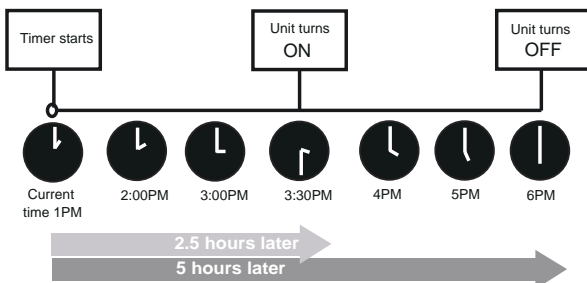 Timer starts
Unit turns
ON
Unit turns
OFF
Current
time 1PM
2:00PM
3:00PM
3:30PM
4PM
5PM
6PM
2.5 hours later
5 hours later